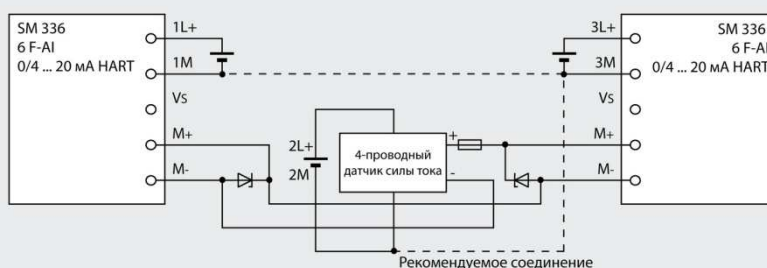 SM 336
6 F-AI
0/4 ... 20 мА HART
1L+
1M
Vs
M+
M-
2L+
2M
4-проводный
датчик силы тока
+
-
3L+
3M
Vs
M+
M-
SM 336
6 F-AI
0/4 ... 20 мА HART
Рекомендуемое соединение